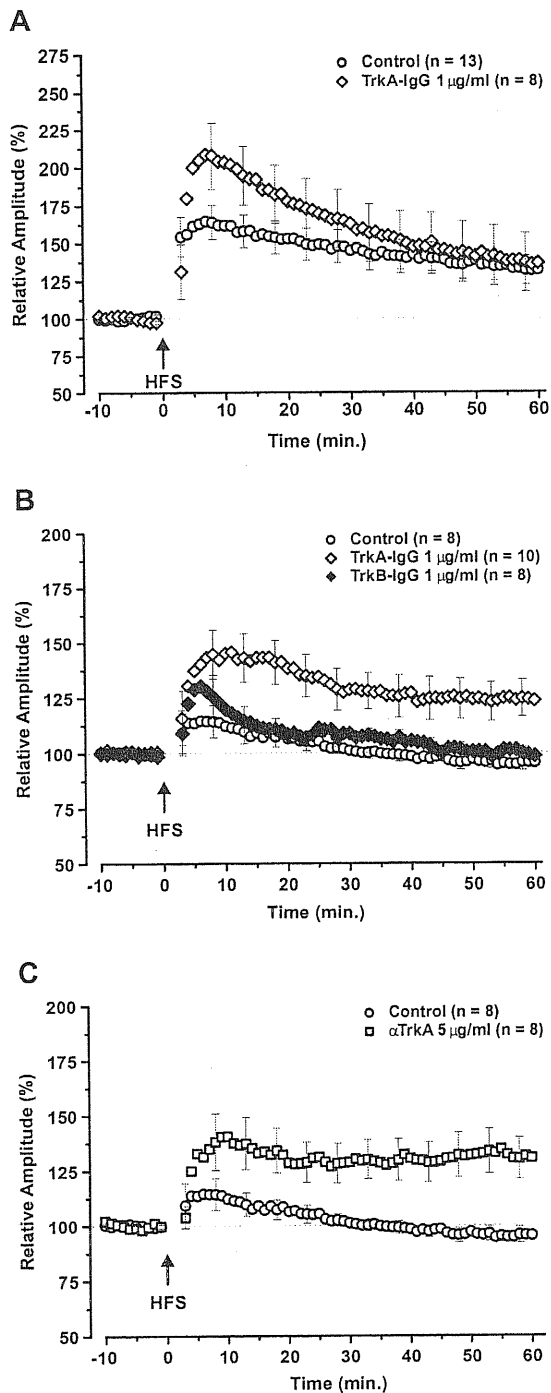 A
Control (n = 13)
TrkA-IgG 1 μg/ml (n = 8)
275
250
225
200
175
150
125
100
75
50
Relative Amplitude (%)
HFS
-10 0 10 20 30 40 50 60
Time (min.)
B
Control (n = 8)
TrkA-IgG 1 μg/ml (n = 10)
TrkB-IgG 1 μg/ml (n = 8)
200
175
150
125
100
75
50
Relative Amplitude (%)
HFS
-10 0 10 20 30 40 50 60
Time (min.)
C
Control (n = 8)
αTrkA 5 μg/ml (n = 8)
200
175
150
125
100
75
50
Relative Amplitude (%)
HFS
-10 0 10 20 30 40 50 60
Time (min.)